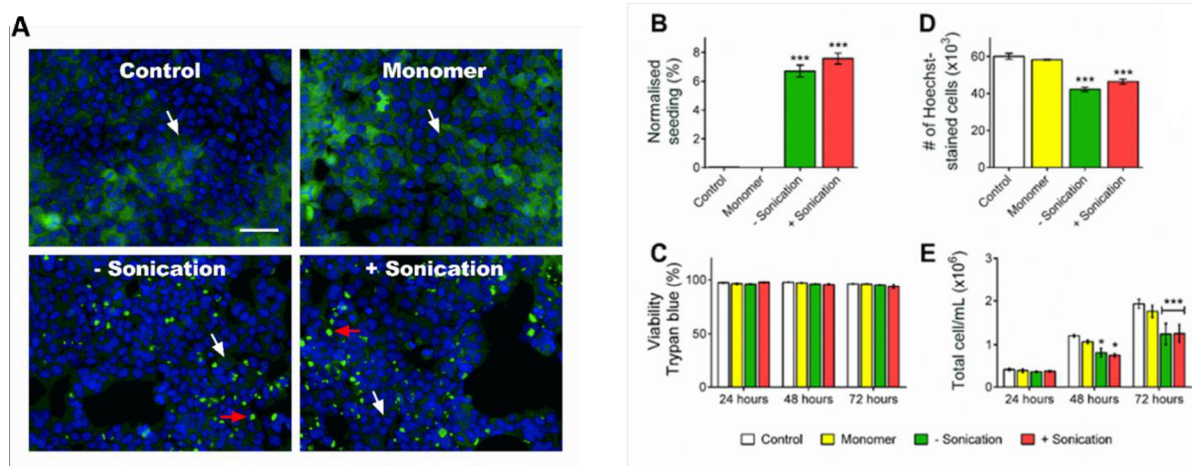 A
Control
Monomer
- Sonication
+ Sonication
B
Normalised
seeding (%)
8
6
4
2
0
***
***
Control
Monomer
- Sonication
+ Sonication
D
# of Hoechst-
stained cells (x10³)
80
60
40
20
0
***
***
Control
Monomer
- Sonication
+ Sonication
C
Viability
Trypan blue (%)
100
50
0
24 hours
48 hours
72 hours
E
Total cell/mL (x10⁶)
3
2
1
0
*
*
***
24 hours
48 hours
72 hours
Control
Monomer
- Sonication
+ Sonication